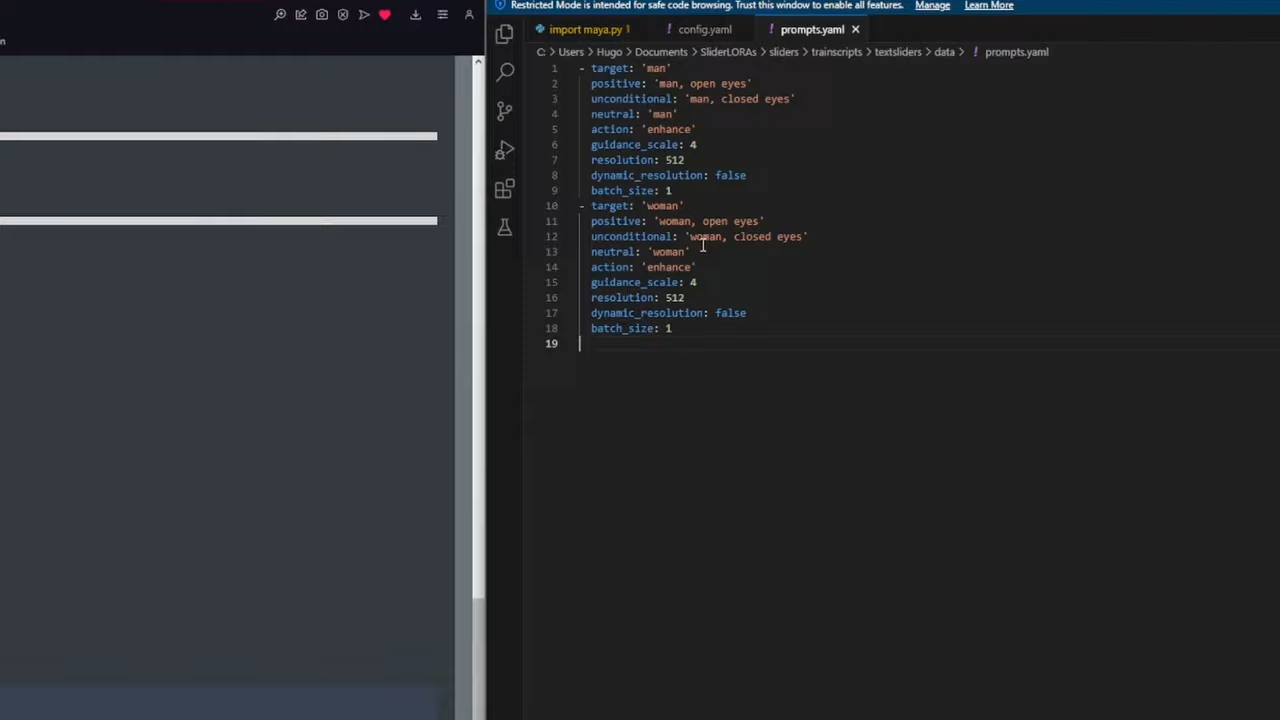 Restricted Mode is intended for safe code browsing. Trust this window to enable all features. Manage Learn More
import maya.py 1 ! config.yaml ! prompts.yaml
C: > Users > Hugo > Documents > SliderLORAs > sliders > trainscripts > textsliders > data > ! prompts.yaml
n
1 - target: 'man'
2 positive: 'man, open eyes'
3 unconditional: 'man, closed eyes'
4 neutral: 'man'
5 action: 'enhance'
6 guidance_scale: 4
7 resolution: 512
8 dynamic_resolution: false
9 batch_size: 1
10 - target: 'woman'
11 positive: 'woman, open eyes'
12 unconditional: 'woman, closed eyes'
13 neutral: 'woman'
14 action: 'enhance'
15 guidance_scale: 4
16 resolution: 512
17 dynamic_resolution: false
18 batch_size: 1
19